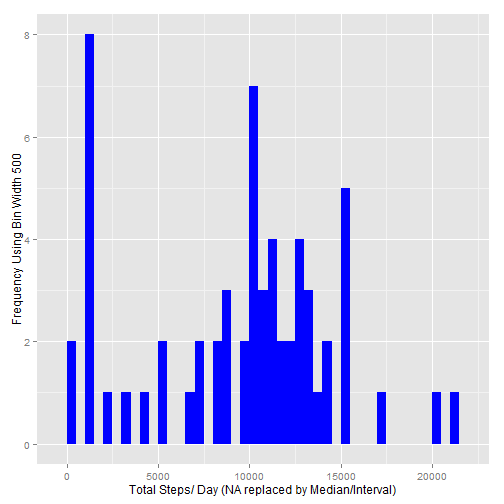 8
6
4
2
0
Frequency Using Bin Width 500
0 5000 10000 15000 20000
Total Steps/ Day (NA replaced by Median/Interval)